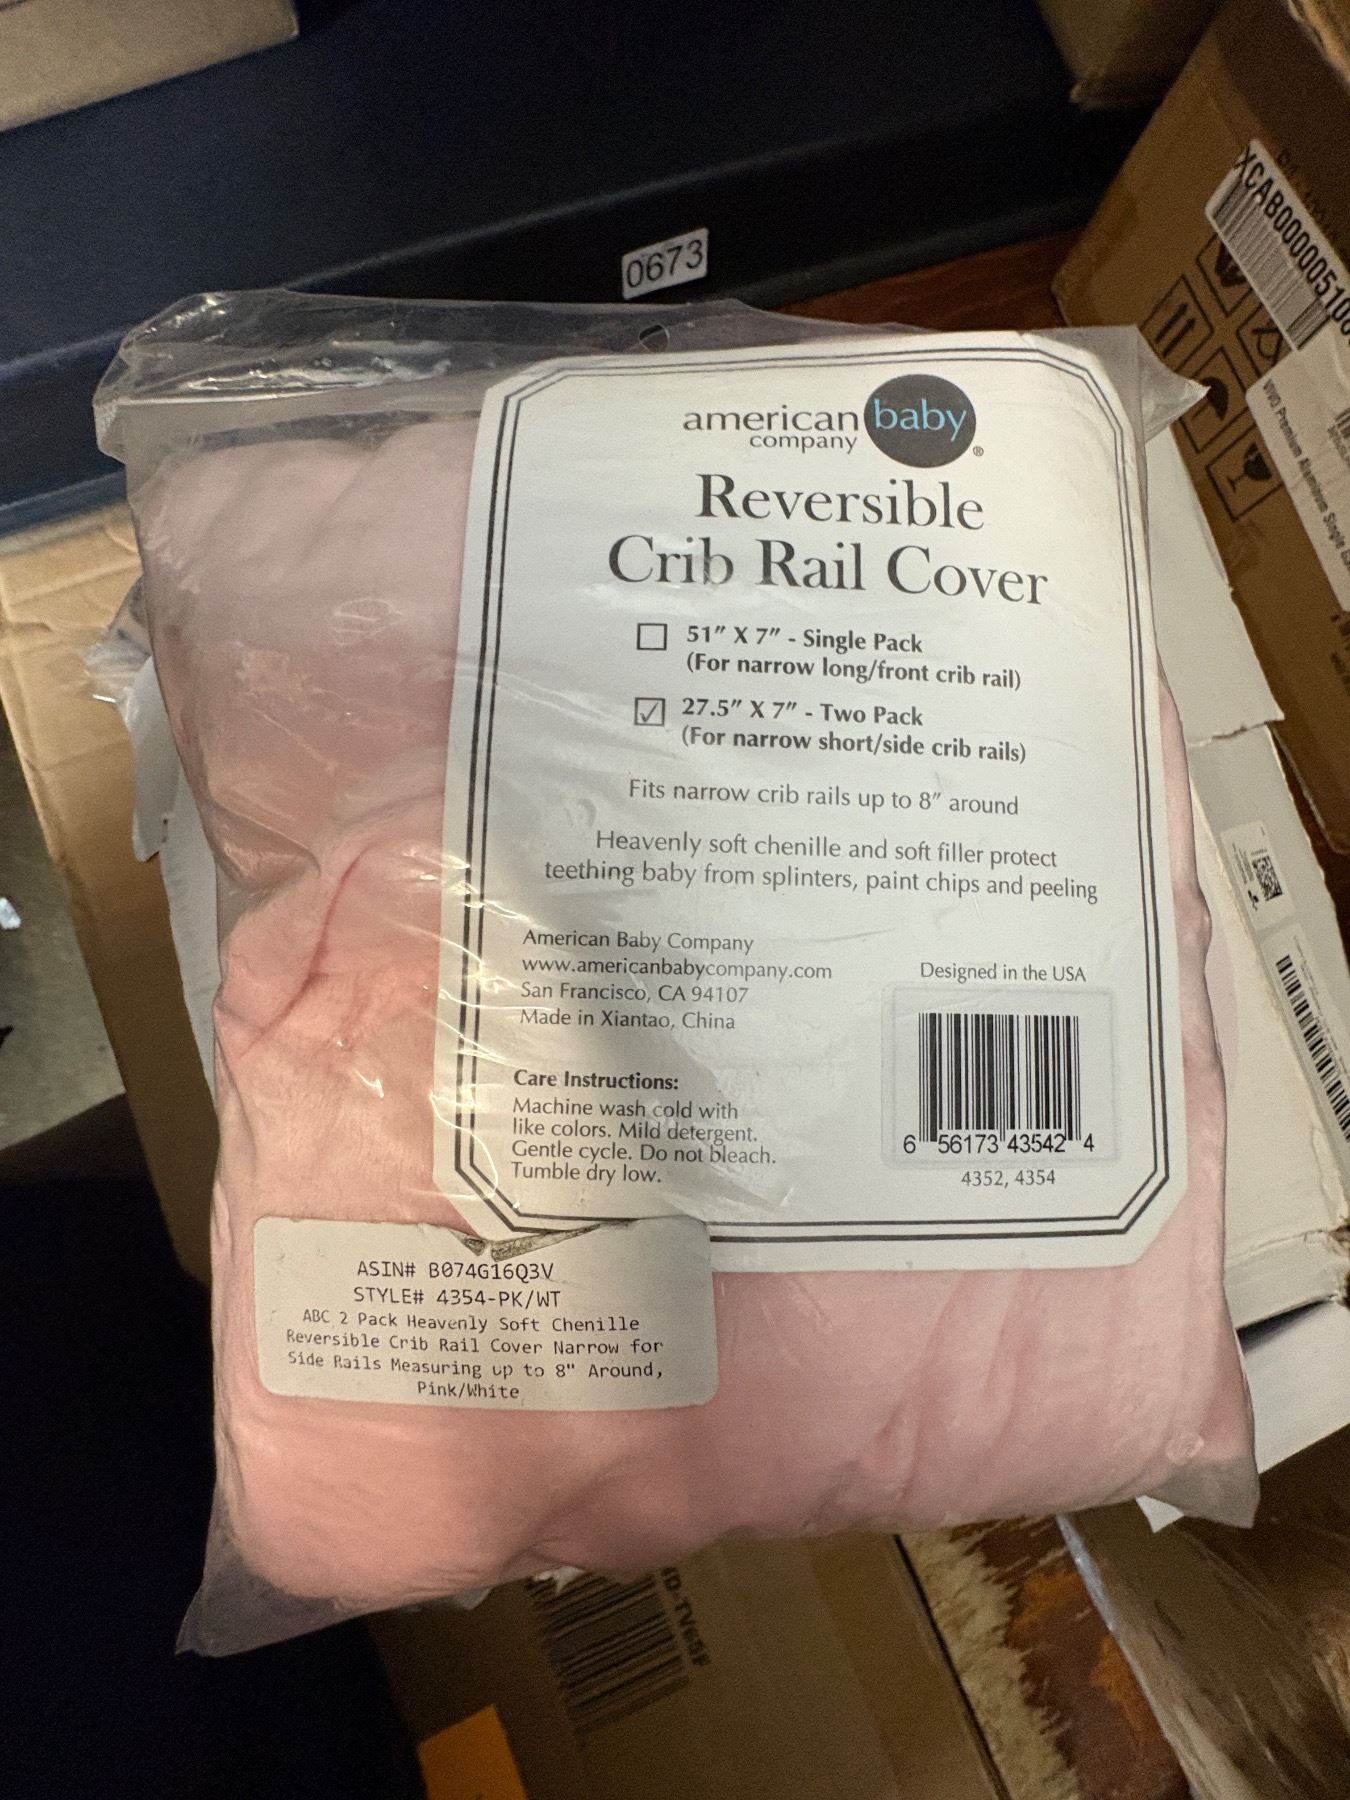 0673
XCAB00000510
VIVO Premium Aluminum Single
american baby
company
®
Reversible
Crib Rail Cover
51" X 7" - Single Pack
(For narrow long/front crib rail)
✓ 27.5" X 7" - Two Pack
(For narrow short/side crib rails)
Fits narrow crib rails up to 8" around
Heavenly soft chenille and soft filler protect
teething baby from splinters, paint chips and peeling
American Baby Company
www.americanbabycompany.com
San Francisco, CA 94107
Made in Xiantao, China
Designed in the USA
Care Instructions:
Machine wash cold with
like colors. Mild detergent.
Gentle cycle. Do not bleach.
Tumble dry low.
6 56173 43542 4
4352, 4354
ASIN# B074G16Q3V
STYLE# 4354-PK/WT
ABC 2 Pack Heavenly Soft Chenille
Reversible Crib Rail Cover Narrow for
Side Rails Measuring up to 8" Around,
Pink/White